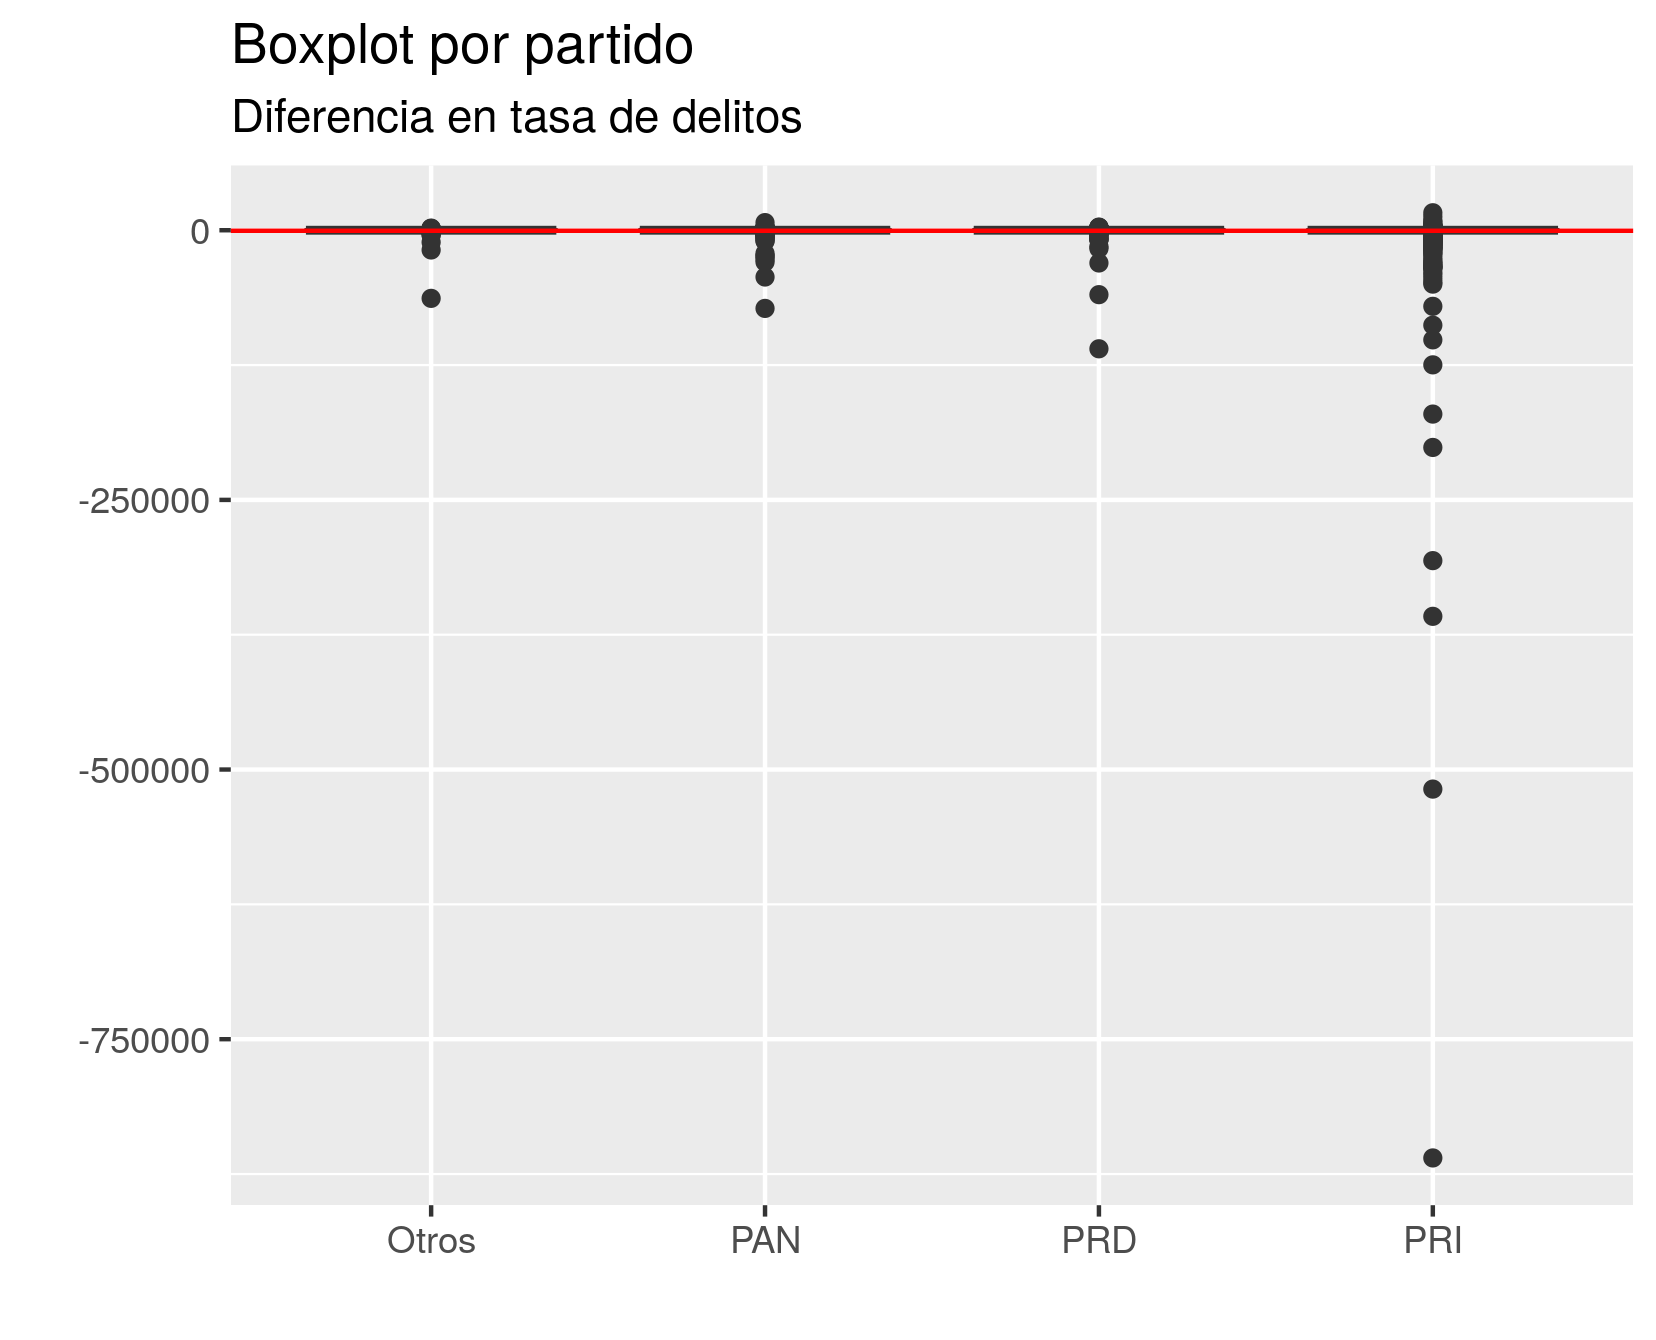 Boxplot por partido
Diferencia en tasa de delitos
0
-250000
-500000
-750000
Otros PAN PRD PRI